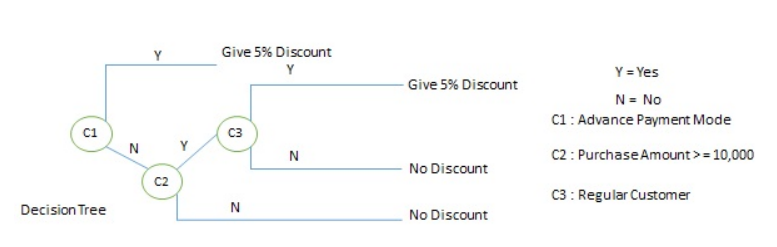 Y
Give 5% Discount
Y
Give 5% Discount
C1
C3
N
Y
N
No Discount
C2
N
No Discount
Decision Tree
Y = Yes
N = No
C1 : Advance Payment Mode
C2 : Purchase Amount >= 10,000
C3 : Regular Customer